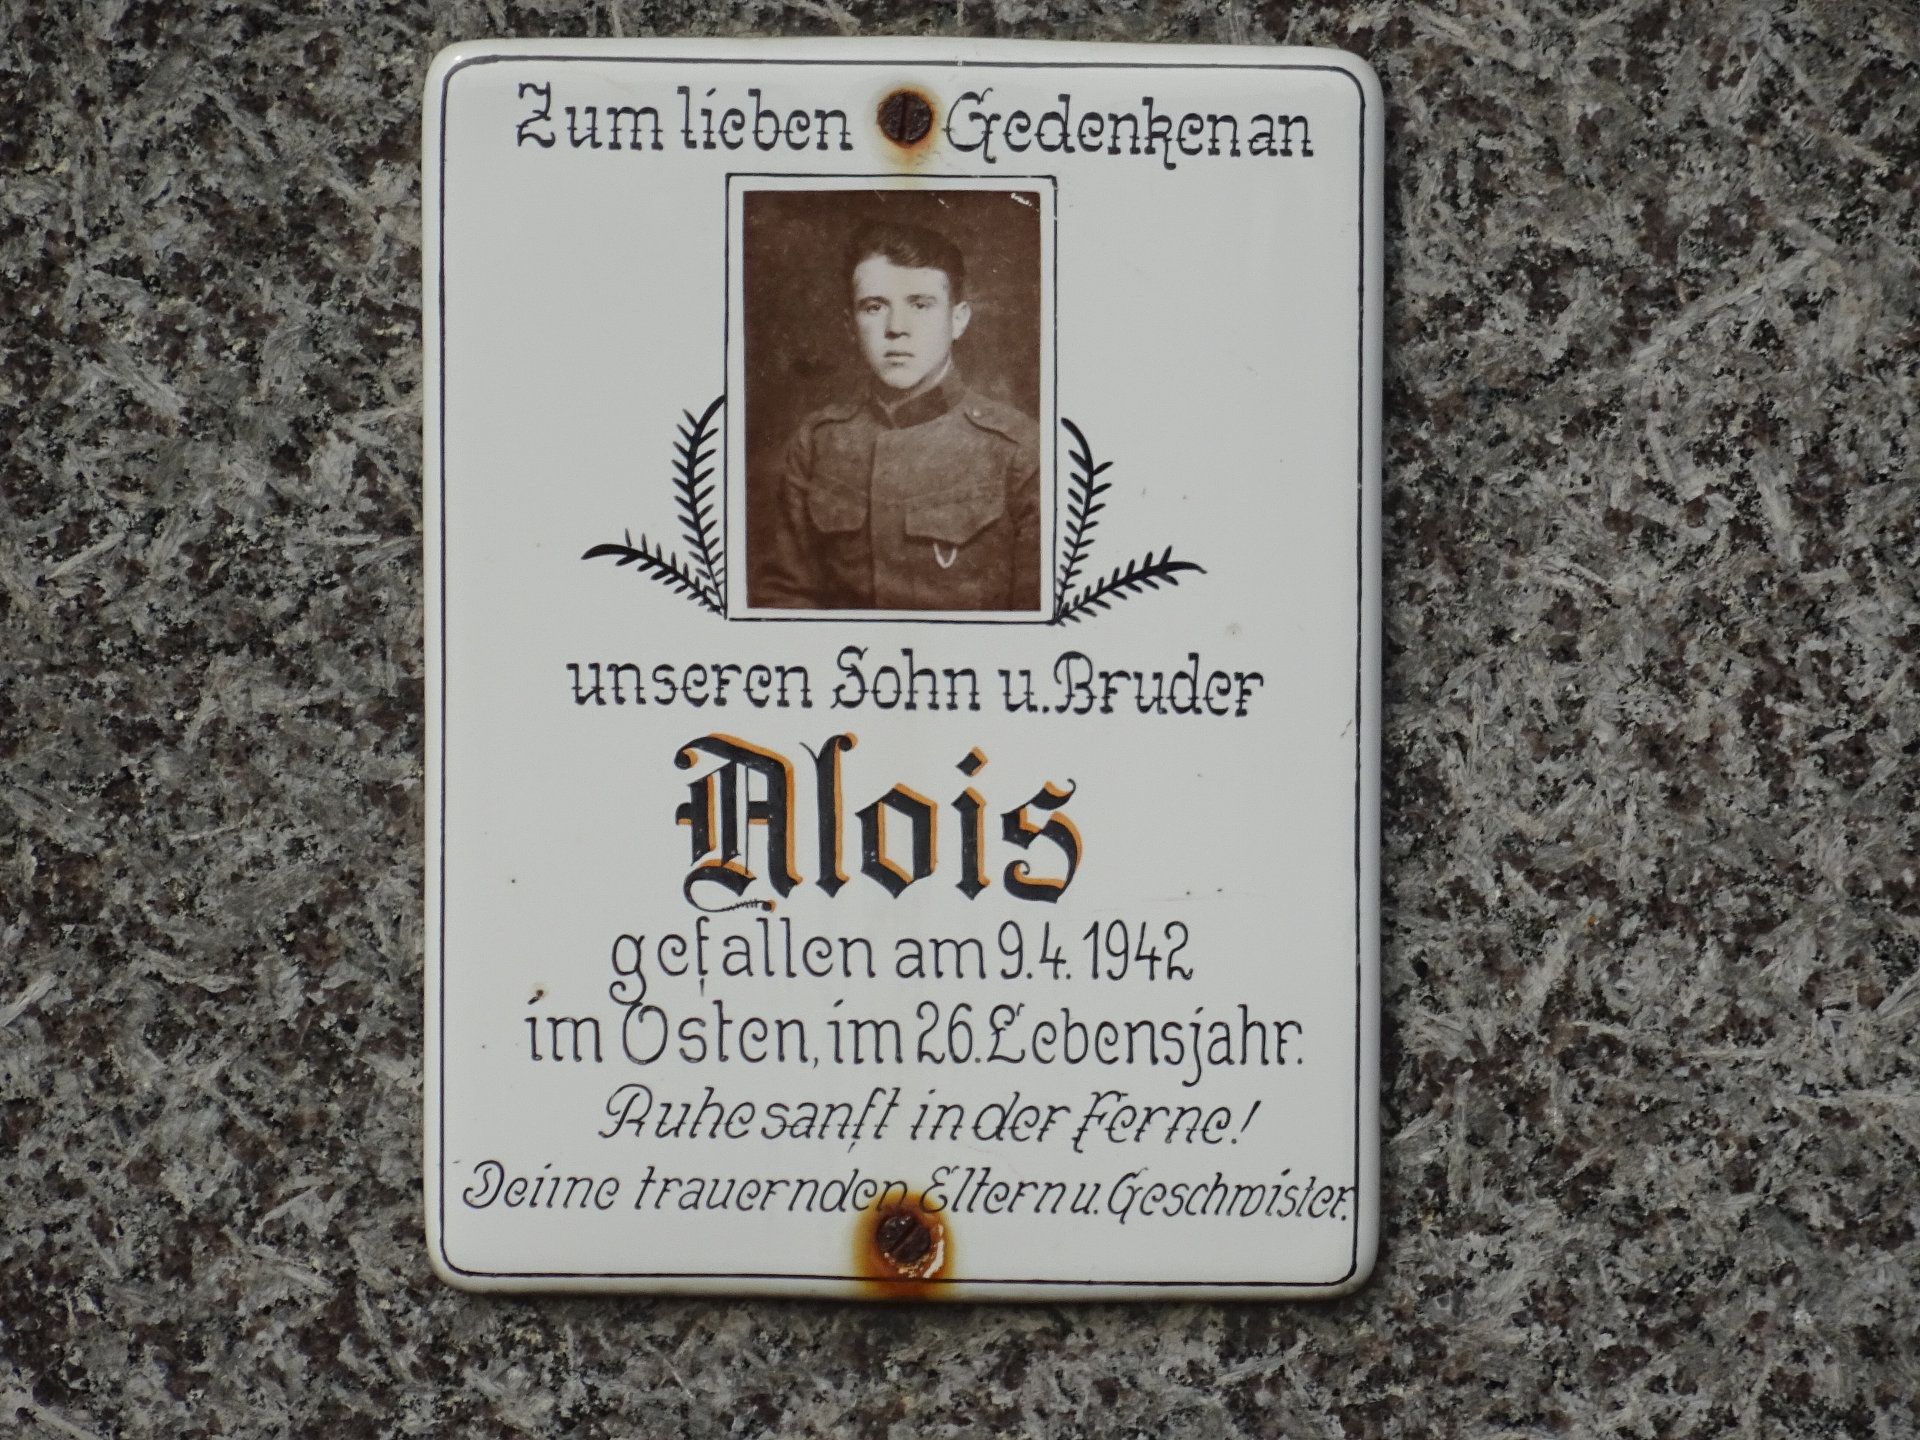 Zum lieben Gedenken an
unseren Sohn u. Bruder
Alois
gefallen am 9.4.1942
im Osten, im 26. Lebensjahr.
Ruhe sanft in der Ferne!
Deine trauernden Eltern u. Geschwister.